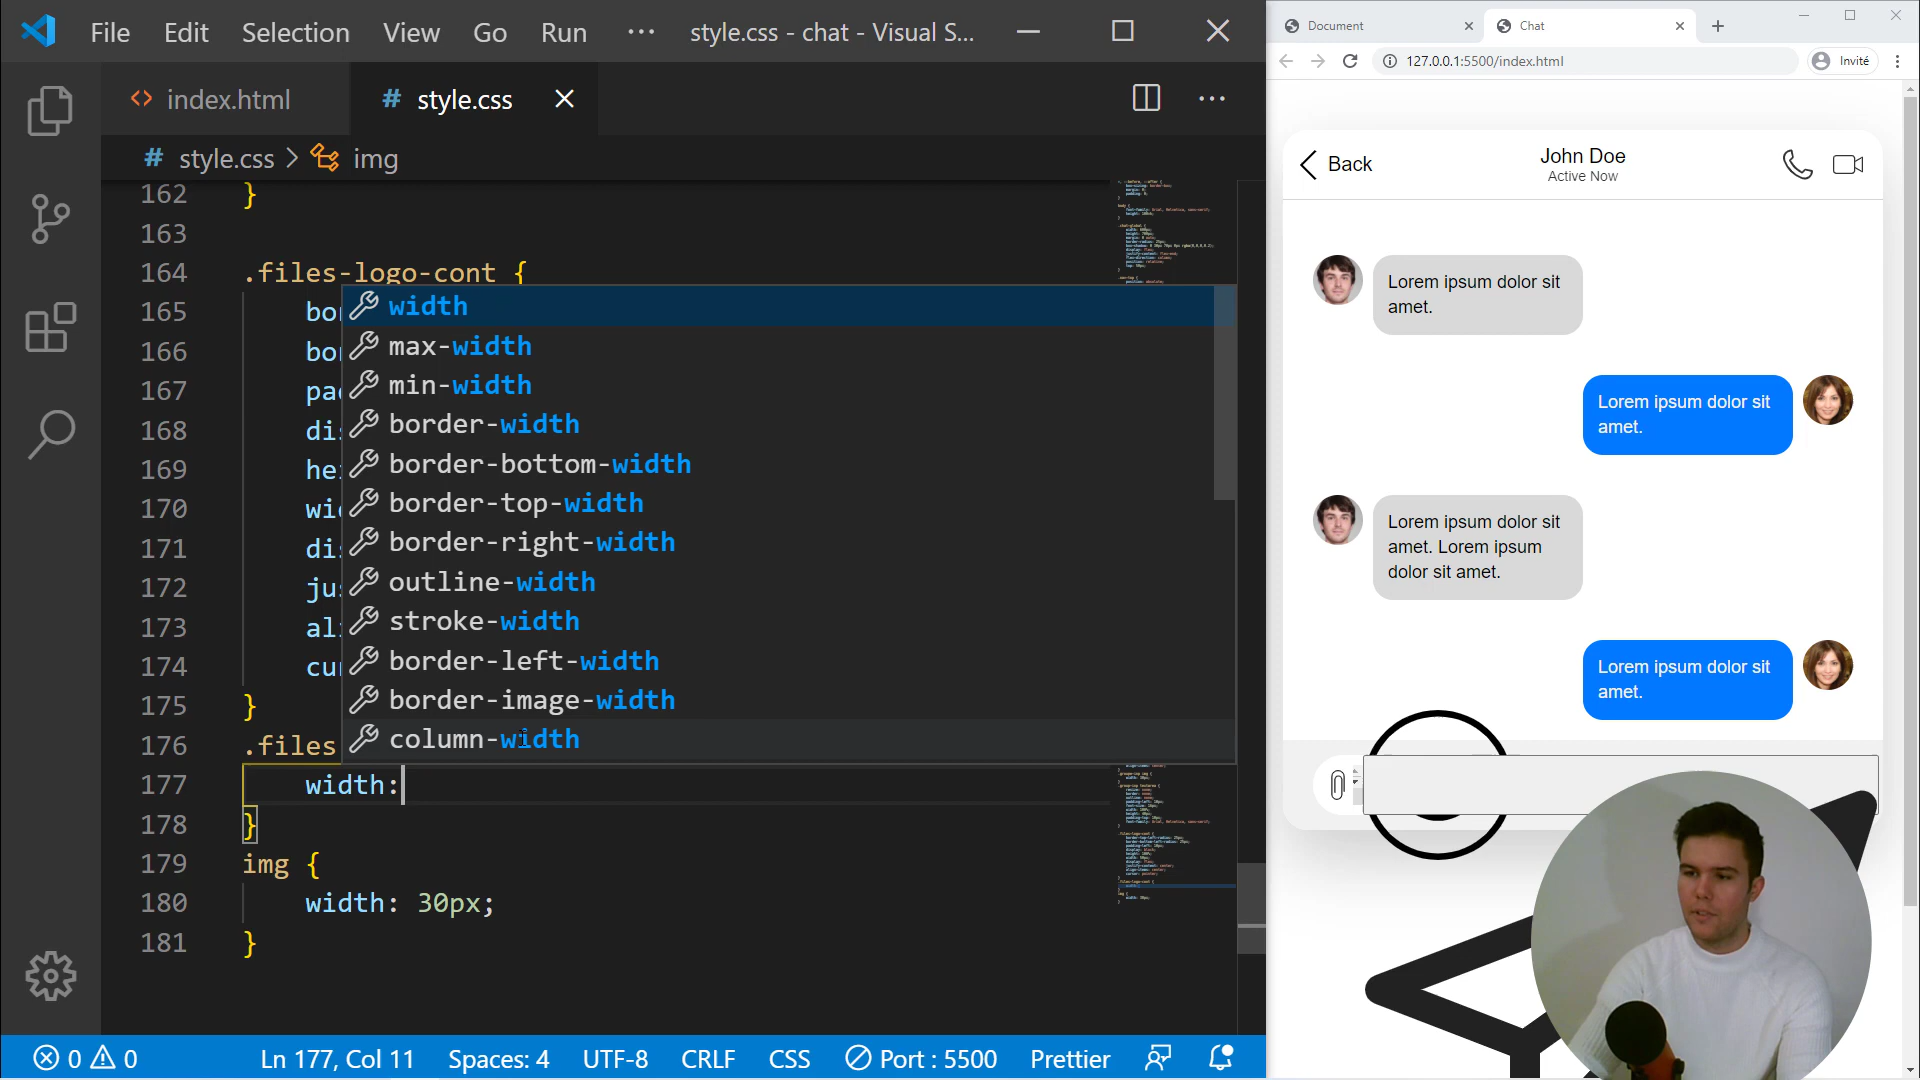 File Edit Selection View Go Run ··· style.css - chat - Visual S...
index.html
# style.css
# style.css > img
162 }
163
164 .files-logo-cont {
165 bo
166 bo
167 pa
168 di
169 he
170 wi
171 di
172 ju
173 al
174 cu
175 }
176 .files
177 width:
178 }
179 img {
180 width: 30px;
181 }
width
max-width
min-width
border-width
border-bottom-width
border-top-width
border-right-width
outline-width
stroke-width
border-left-width
border-image-width
column-width
0 0 Ln 177, Col 11 Spaces: 4 UTF-8 CRLF CSS Port : 5500 Prettier
Document
Chat
127.0.0.1:5500/index.html
Invité
Back
John Doe
Active Now
Lorem ipsum dolor sit
amet.
Lorem ipsum dolor sit
amet.
Lorem ipsum dolor sit
amet. Lorem ipsum
dolor sit amet.
Lorem ipsum dolor sit
amet.